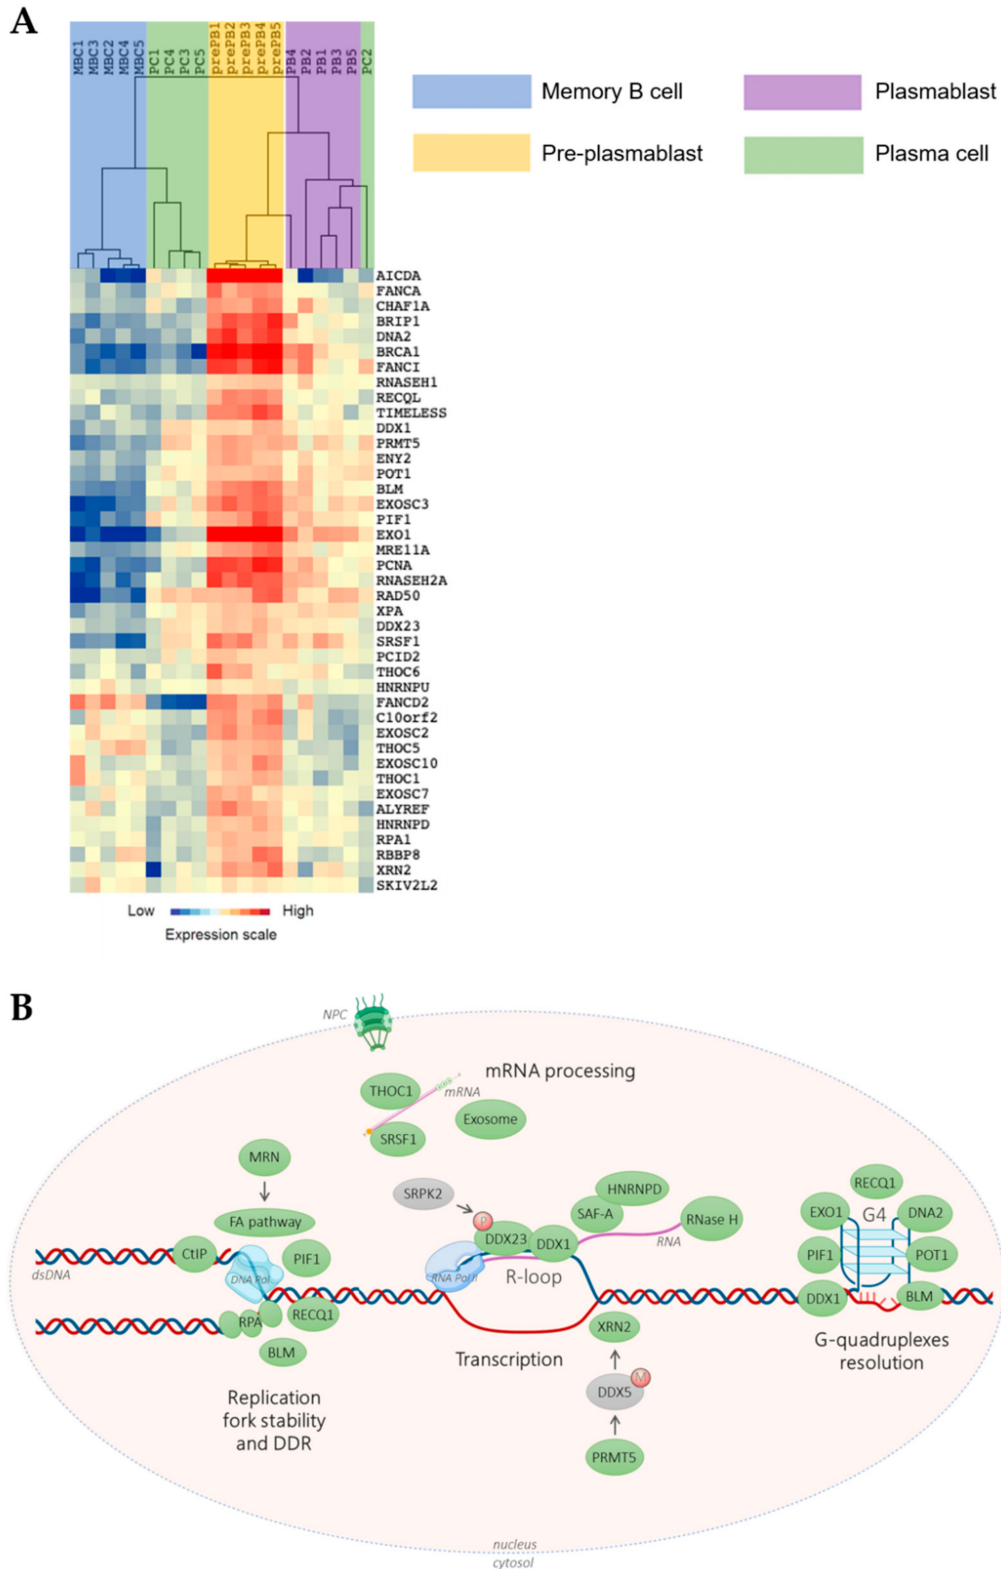 A
MBC1 MBC3 MBC2 MBC4 MBC5 PC1 PC4 PC3 PC5 prePB1 prePB2 prePB3 prePB4 prePB5 PB4 PB2 PB1 PB3 PB5 PC2
Memory B cell
Plasmablast
Pre-plasmablast
Plasma cell
AICDA
FANCA
CHAF1A
BRIP1
DNA2
BRCA1
FANCI
RNASEH1
RECQL
TIMELESS
DDX1
PRMT5
ENY2
POT1
BLM
EXOSC3
PIF1
EXO1
MRE11A
PCNA
RNASEH2A
RAD50
XPA
DDX23
SRSF1
PCID2
THOC6
HNRNPU
FANCD2
C10orf2
EXOSC2
THOC5
EXOSC10
THOC1
EXOSC7
ALYREF
HNRNPD
RPA1
RBBP8
XRN2
SKIV2L2
Low High
Expression scale
B
NPC
mRNA processing
THOC1
mRNA
Exosome
SRSF1
MRN
SRPK2
RECQ1
HNRNPD
FA pathway
P
SAF-A
RNase H
EXO1
G4
DNA2
DDX23
DDX1
RNA
CtIP
PIF1
PIF1
POT1
dsDNA
DNA Pol
RNA Pol II
R-loop
DDX1
BLM
RPA
RECQ1
XRN2
BLM
Transcription
G-quadruplexes
resolution
Replication
fork stability
and DDR
M
DDX5
PRMT5
nucleus
cytosol